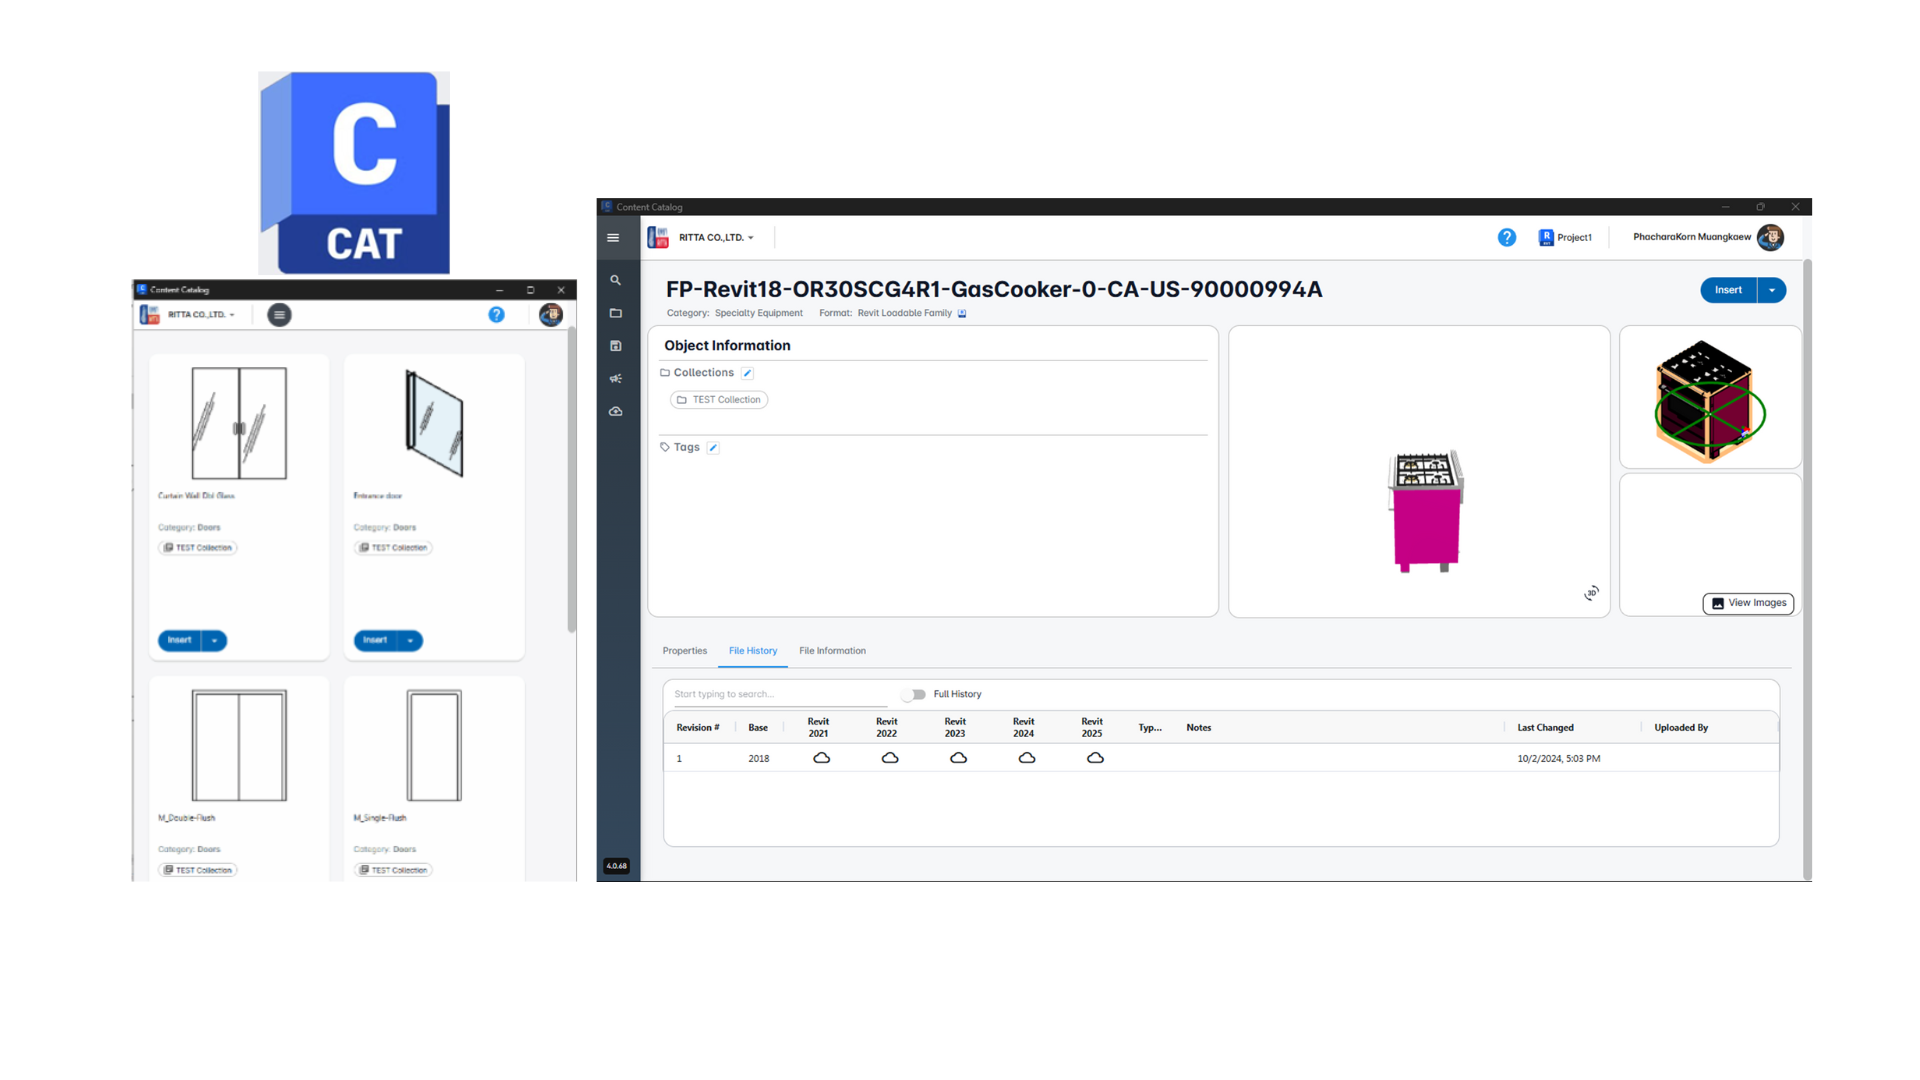 C
CAT
Content Catalog
RITTA CO.,LTD.
Curtain Wall Dbl Glass
Category: Doors
TEST Collection
Insert
Entrance door
Category: Doors
TEST Collection
Insert
M_Double-Flush
Category: Doors
TEST Collection
M_Single-Flush
Category: Doors
TEST Collection
Content Catalog
RITTA CO.,LTD.
?
R
Project1
PhacharaKorn Muangkaew
FP-Revit18-OR30SCG4R1-GasCooker-0-CA-US-90000994A
Insert
Category: Specialty Equipment Format: Revit Loadable Family
Object Information
Collections
TEST Collection
Tags
3D
View Images
Properties File History File Information
Start typing to search... Full History
Revision # Base Revit 2021 Revit 2022 Revit 2023 Revit 2024 Revit 2025 Typ... Notes Last Changed Uploaded By
1 2018 10/2/2024, 5:03 PM
4.0.68